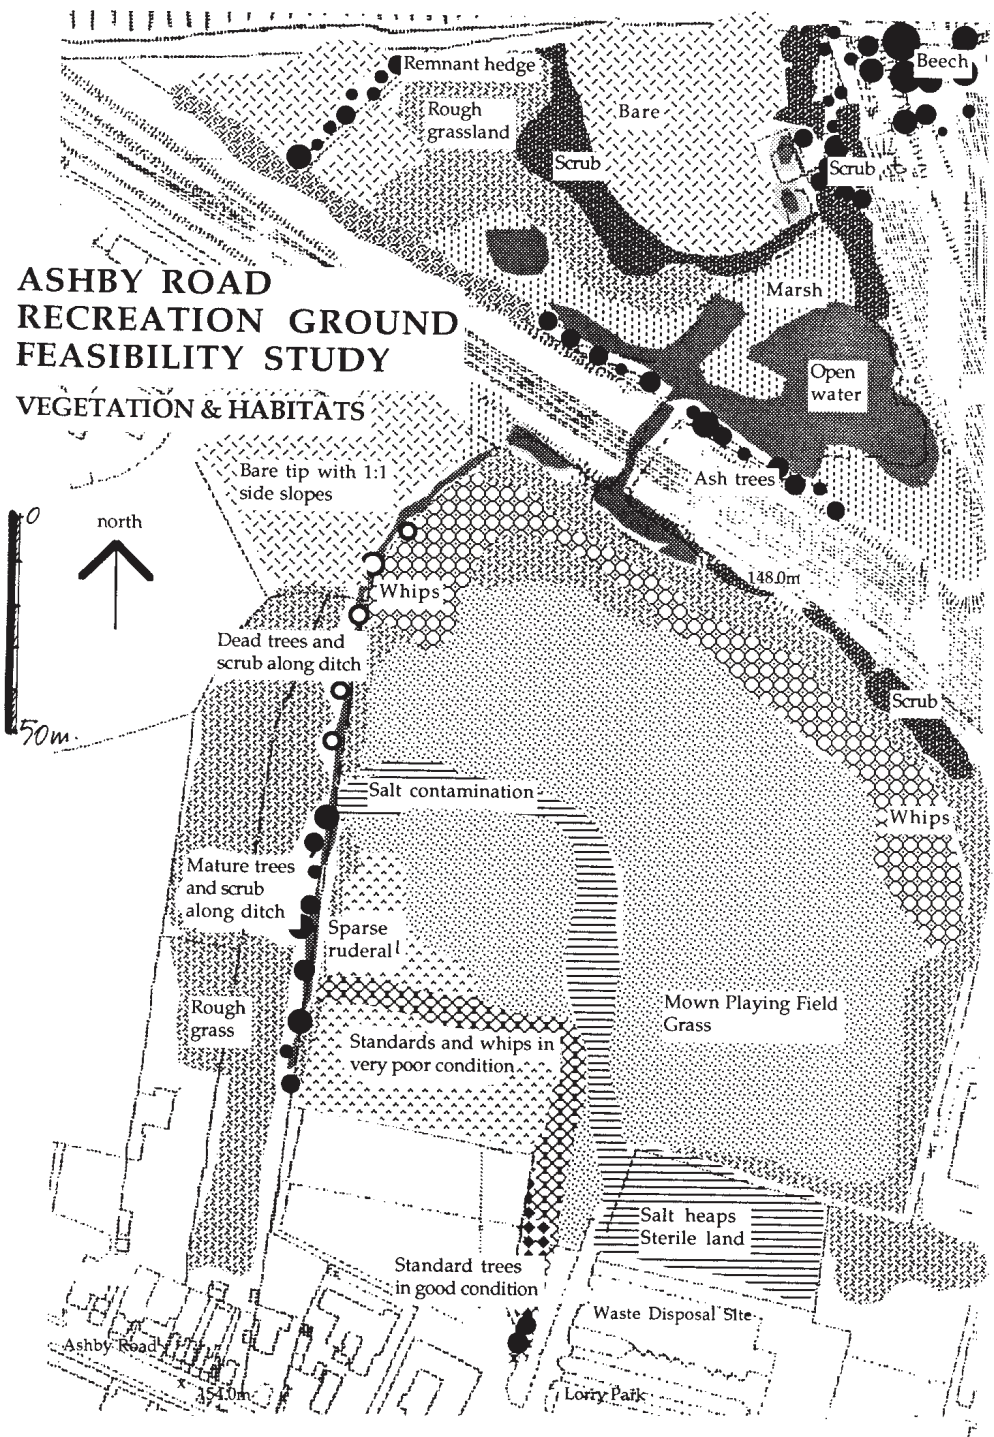 Remnant hedge
Beech
Rough
grassland
Bare
Scrub
Scrub
ASHBY ROAD
RECREATION GROUND
FEASIBILITY STUDY
VEGETATION & HABITATS
Marsh
Open
water
Bare tip with 1:1
side slopes
Ash trees
0
north
148.0m
Whips
Dead trees and
scrub along ditch
Scrub
50m.
Salt contamination
Whips
Mature trees
and scrub
along ditch
Sparse
ruderal
Rough
grass
Mown Playing Field
Grass
Standards and whips in
very poor condition
Salt heaps
Sterile land
Standard trees
in good condition
Waste Disposal Site
Ashby Road
154.0m
Lorry Park